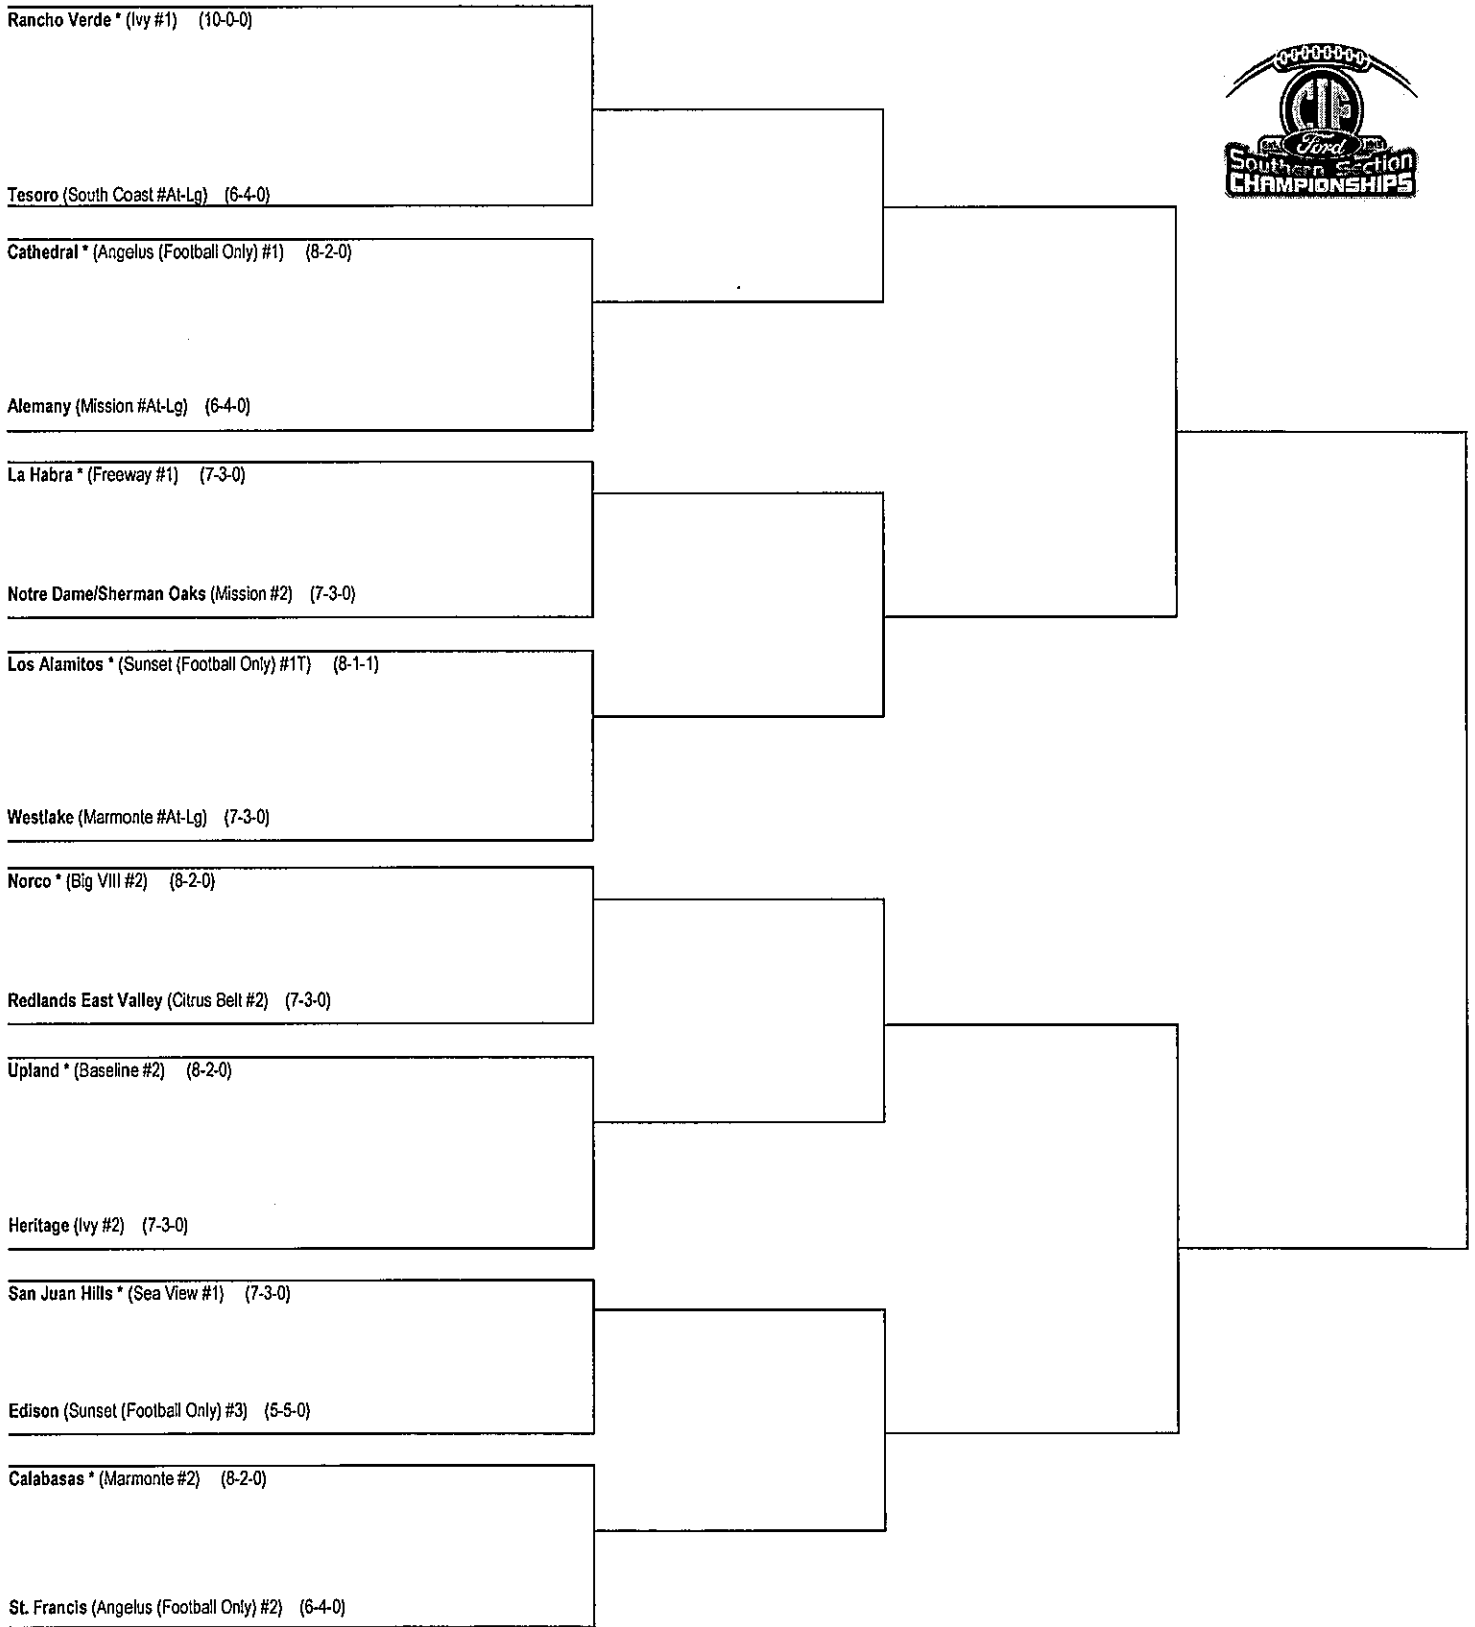 Rancho Verde * (Ivy #1) (10-0-0)
CIF
Ford
Southern Section
CHAMPIONSHIPS
Tesoro (South Coast #At-Lg) (6-4-0)
Cathedral * (Angelus (Football Only) #1) (8-2-0)
Alemany (Mission #At-Lg) (6-4-0)
La Habra * (Freeway #1) (7-3-0)
Notre Dame/Sherman Oaks (Mission #2) (7-3-0)
Los Alamitos * (Sunset (Football Only) #1T) (8-1-1)
Westlake (Marmonte #At-Lg) (7-3-0)
Norco * (Big VIII #2) (8-2-0)
Redlands East Valley (Citrus Belt #2) (7-3-0)
Upland * (Baseline #2) (8-2-0)
Heritage (Ivy #2) (7-3-0)
San Juan Hills * (Sea View #1) (7-3-0)
Edison (Sunset (Football Only) #3) (5-5-0)
Calabasas * (Marmonte #2) (8-2-0)
St. Francis (Angelus (Football Only) #2) (6-4-0)